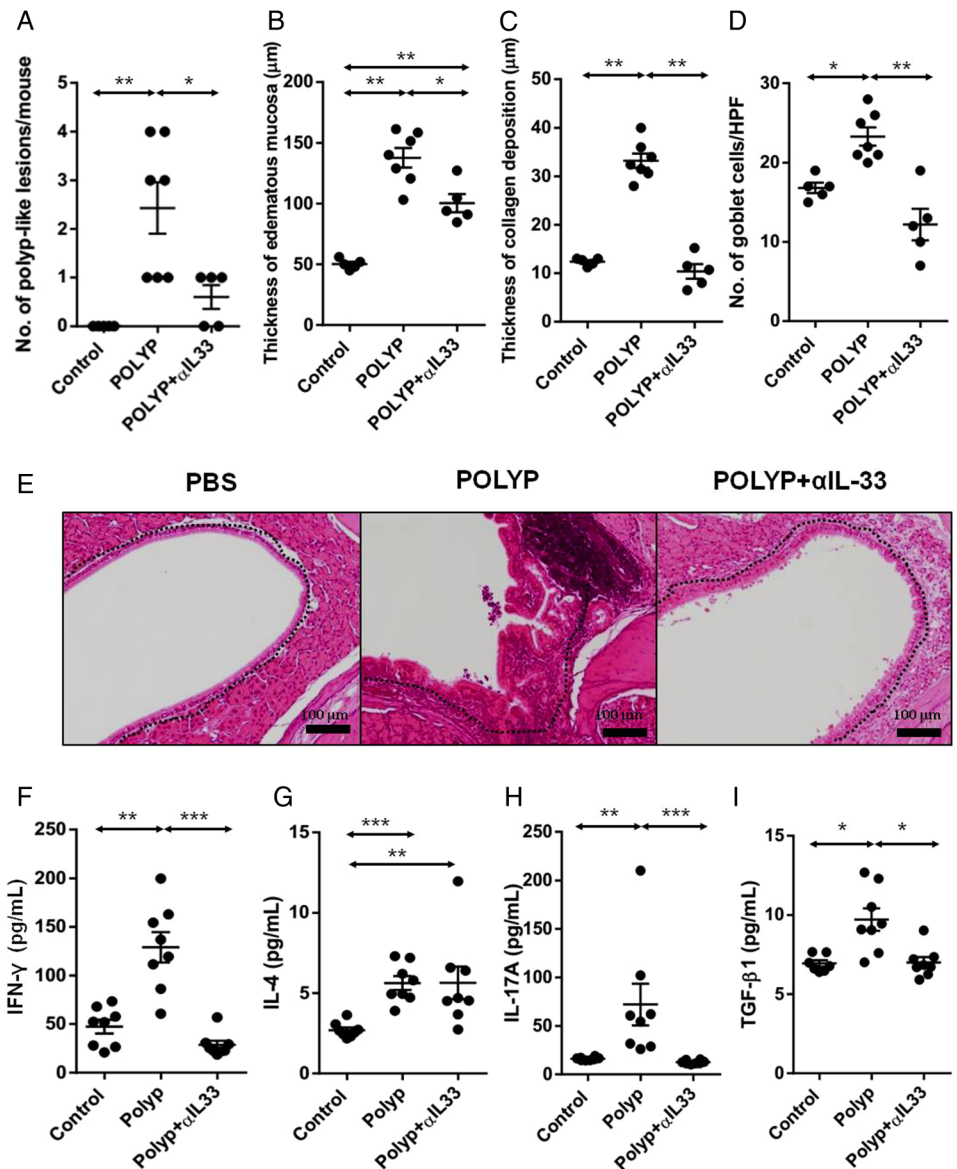 A
No. of polyp-like lesions/mouse
5
4
3
2
1
0
** *
Control
POLYP
POLYP+αIL33
B
Thickness of edematous mucosa (μm)
200
150
100
50
0
**
** *
Control
POLYP
POLYP+αIL33
C
Thickness of collagen deposition (μm)
50
40
30
20
10
0
** **
Control
POLYP
POLYP+αIL33
D
No. of goblet cells/HPF
30
20
10
0
* **
Control
POLYP
POLYP+αIL33
E
PBS
POLYP
POLYP+αIL-33
100 μm
100 μm
100 μm
F
IFN-γ (pg/mL)
250
200
150
100
50
0
** ***
Control
Polyp
Polyp+αIL33
G
IL-4 (pg/mL)
15
10
5
0
***
**
Control
Polyp
Polyp+αIL33
H
IL-17A (pg/mL)
250
200
150
100
50
0
** ***
Control
Polyp
Polyp+αIL33
I
TGF-β1 (pg/mL)
15
10
5
0
* *
Control
Polyp
Polyp+αIL33